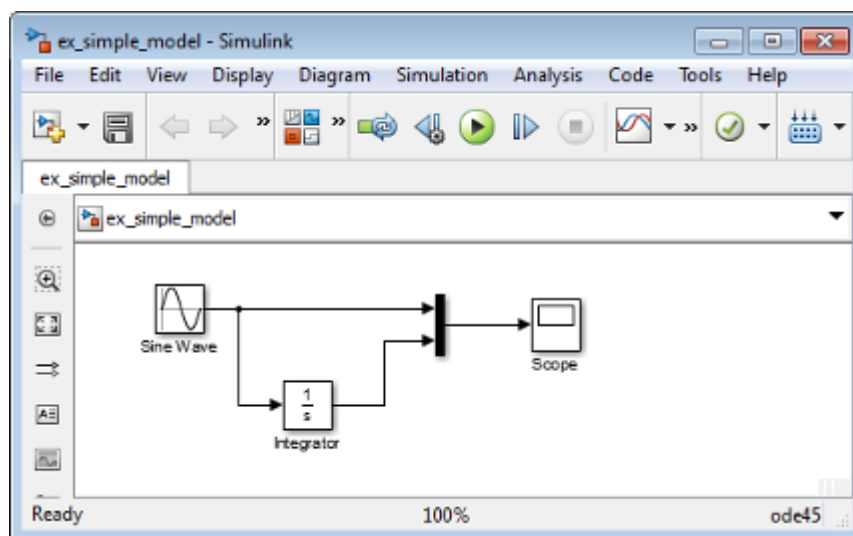 ex_simple_model - Simulink
File Edit View Display Diagram Simulation Analysis Code Tools Help
ex_simple_model
ex_simple_model
Sine Wave
1
s
Integrator
Scope
Ready 100% ode45